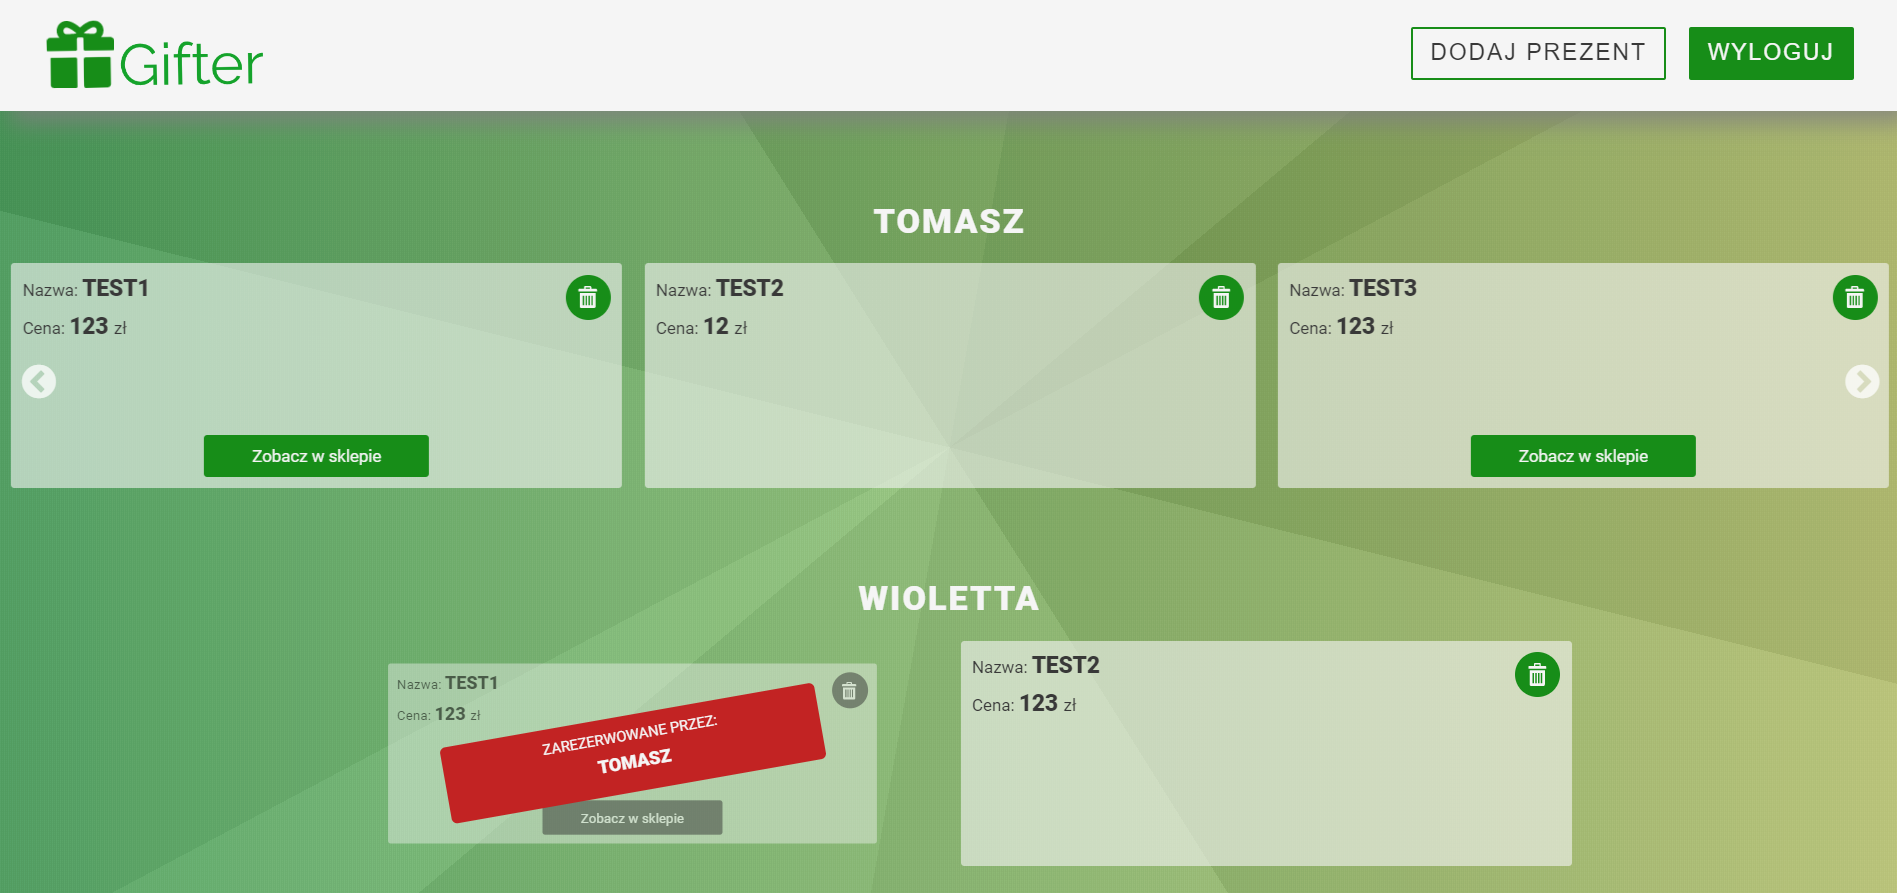 Gifter
DODAJ PREZENT
WYLOGUJ
TOMASZ
Nazwa: TEST1
Cena: 123 zł
Zobacz w sklepie
Nazwa: TEST2
Cena: 12 zł
Nazwa: TEST3
Cena: 123 zł
Zobacz w sklepie
WIOLETTA
Nazwa: TEST1
Cena: 123 zł
ZAREZERWOWANE PRZEZ:
TOMASZ
Zobacz w sklepie
Nazwa: TEST2
Cena: 123 zł